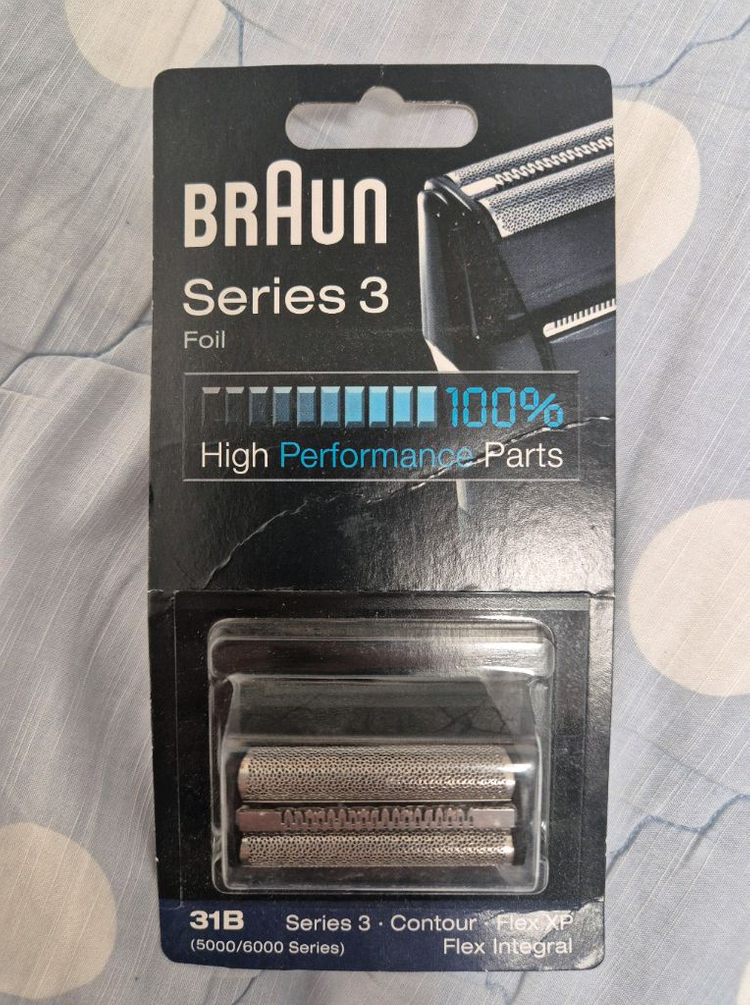 BRAUN
Series 3
Foil
100%
High Performance Parts
31B Series 3 · Contour · Flex XP
(5000/6000 Series) Flex Integral